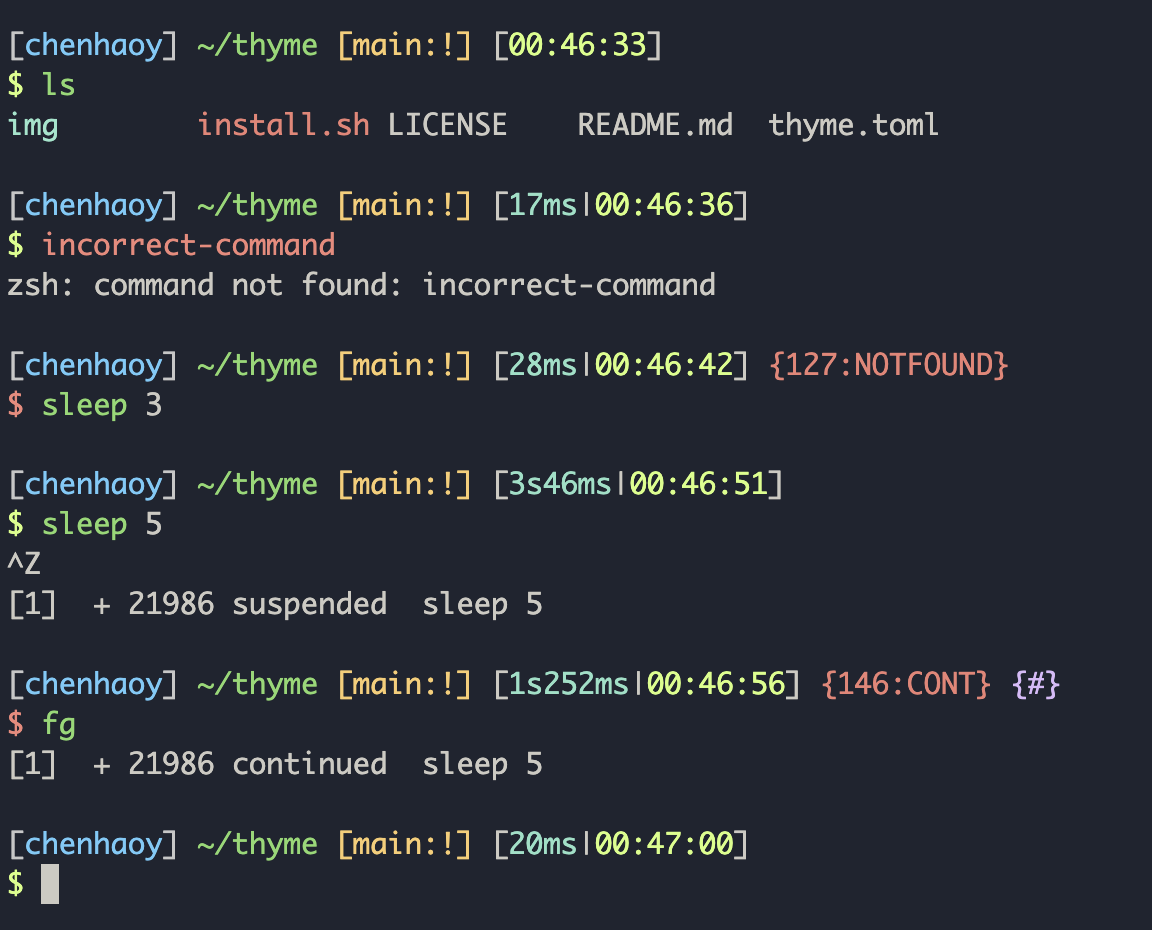 [chenhaoy] ~/thyme [main:!] [00:46:33]
$ ls
img        install.sh LICENSE    README.md  thyme.toml
[chenhaoy] ~/thyme [main:!] [17ms|00:46:36]
$ incorrect-command
zsh: command not found: incorrect-command
[chenhaoy] ~/thyme [main:!] [28ms|00:46:42] {127:NOTFOUND}
$ sleep 3
[chenhaoy] ~/thyme [main:!] [3s46ms|00:46:51]
$ sleep 5
^Z
[1]  + 21986 suspended  sleep 5
[chenhaoy] ~/thyme [main:!] [1s252ms|00:46:56] {146:CONT} {#}
$ fg
[1]  + 21986 continued  sleep 5
[chenhaoy] ~/thyme [main:!] [20ms|00:47:00]
$